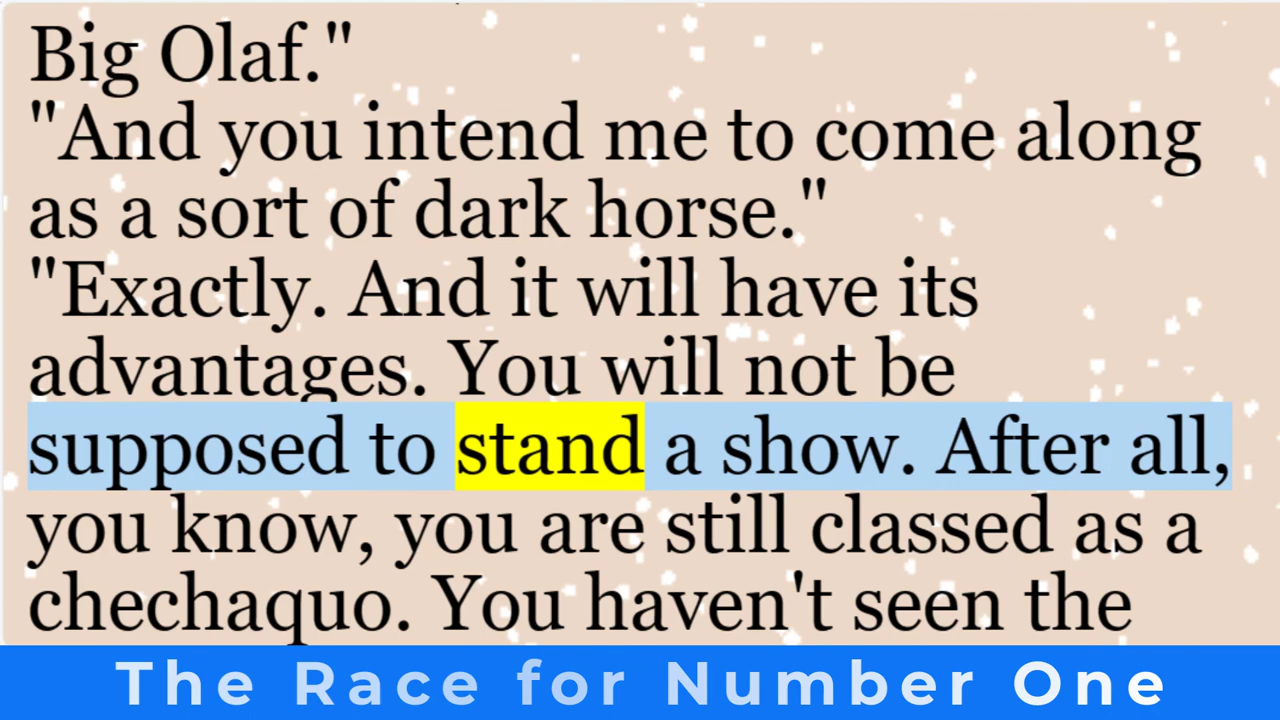 Big Olaf."
"And you intend me to come along
as a sort of dark horse."
"Exactly. And it will have its
advantages. You will not be
supposed to stand a show. After all,
you know, you are still classed as a
chechaquo. You haven't seen the
The Race for Number One